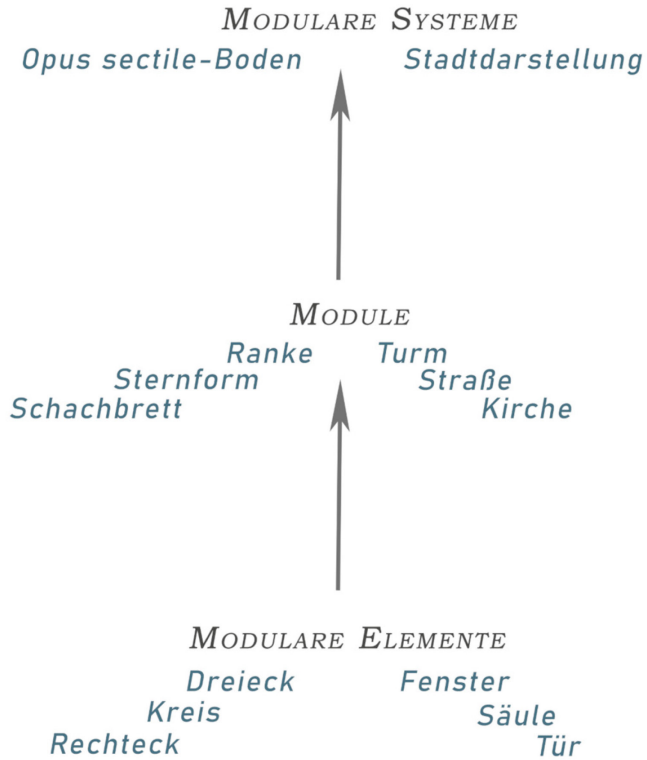 Modulare Systeme
Opus sectile-Boden Stadtdarstellung
Module
Ranke Turm
Sternform Straße
Schachbrett Kirche
Modulare Elemente
Dreieck Fenster
Kreis Säule
Rechteck Tür